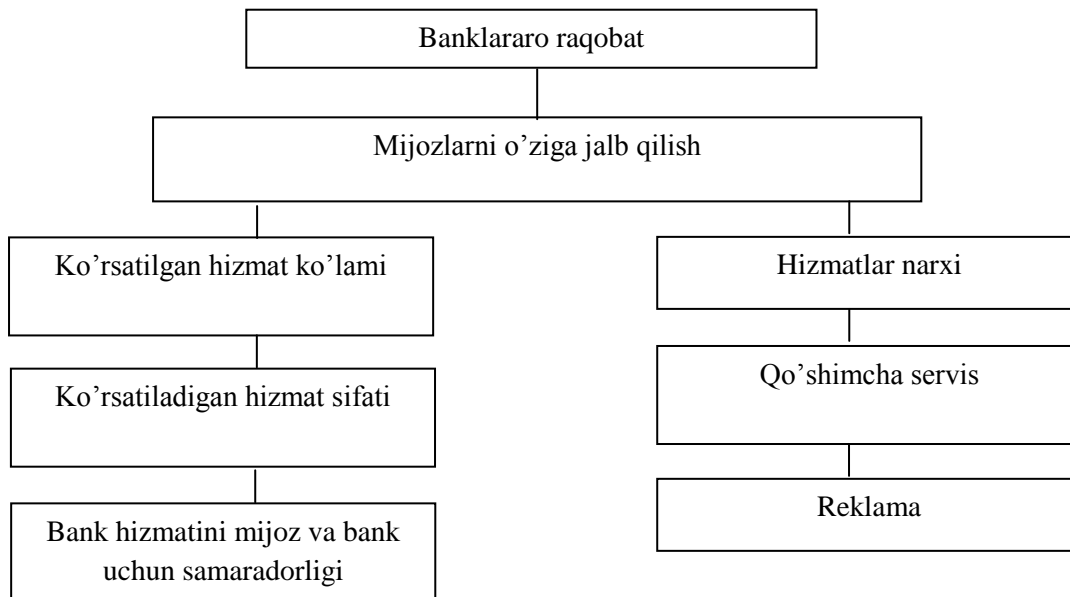 Banklararo raqobat
Mijozlarni o’ziga jalb qilish
Ko’rsatilgan hizmat ko’lami
Ko’rsatiladigan hizmat sifati
Bank hizmatini mijoz va bank
uchun samaradorligi
Hizmatlar narxi
Qo’shimcha servis
Reklama